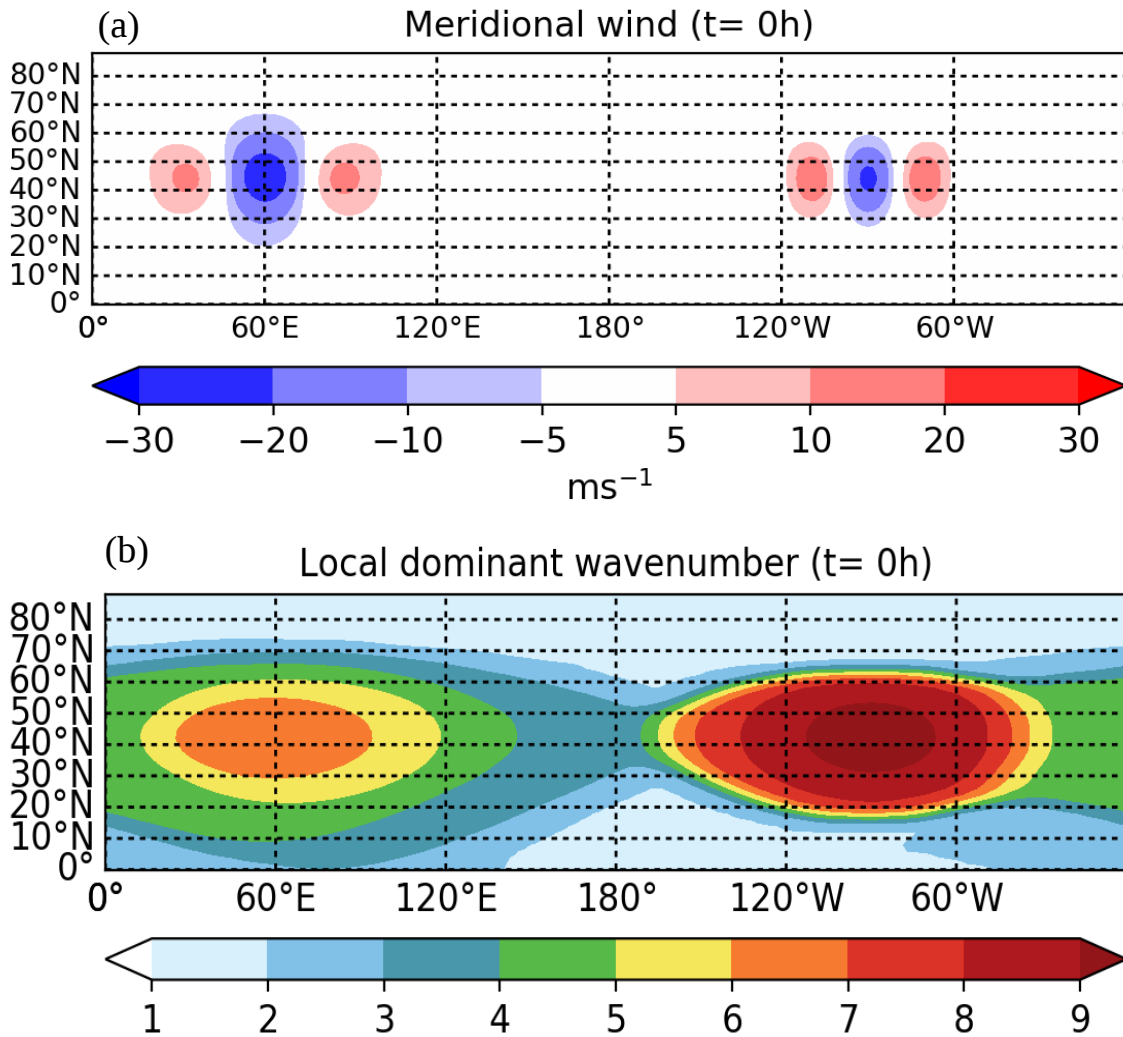 (a)
Meridional wind (t= 0h)
80°N
70°N
60°N
50°N
40°N
30°N
20°N
10°N
0°
0° 60°E 120°E 180° 120°W 60°W
−30 −20 −10 −5 5 10 20 30
ms⁻¹
(b)
Local dominant wavenumber (t= 0h)
80°N
70°N
60°N
50°N
40°N
30°N
20°N
10°N
0°
0° 60°E 120°E 180° 120°W 60°W
1 2 3 4 5 6 7 8 9